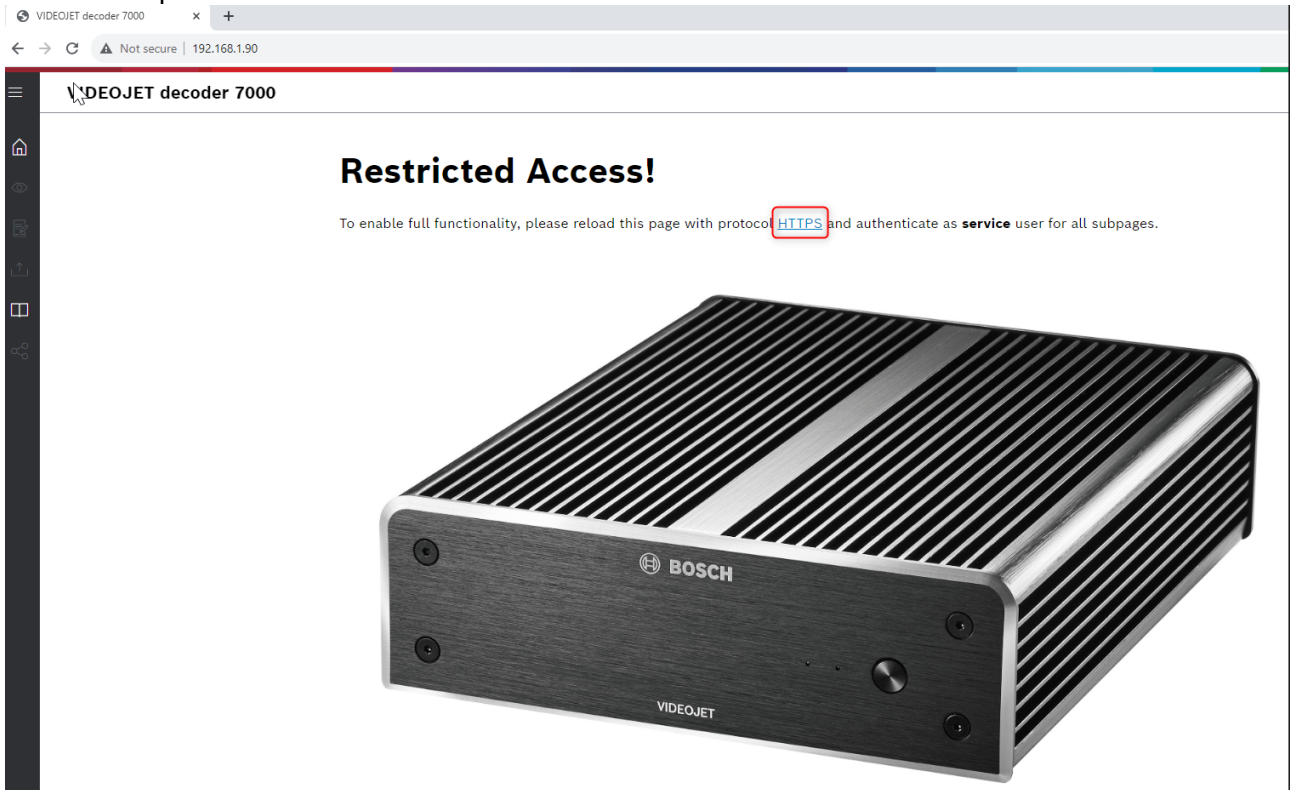 VIDEOJET decoder 7000
Not secure | 192.168.1.90
VIDEOJET decoder 7000
Restricted Access!
To enable full functionality, please reload this page with protocol HTTPS and authenticate as service user for all subpages.
BOSCH
VIDEOJET